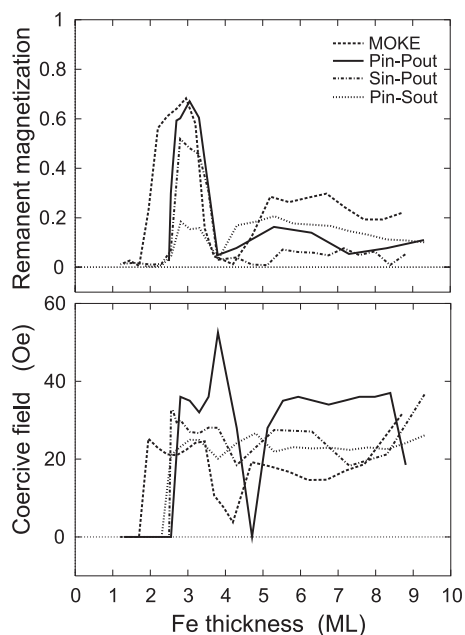 1
0.8
0.6
0.4
0.2
0
Remanent magnetization
MOKE
Pin-Pout
Sin-Pout
Pin-Sout
60
40
20
0
Coercive field (Oe)
0 1 2 3 4 5 6 7 8 9 10
Fe thickness (ML)